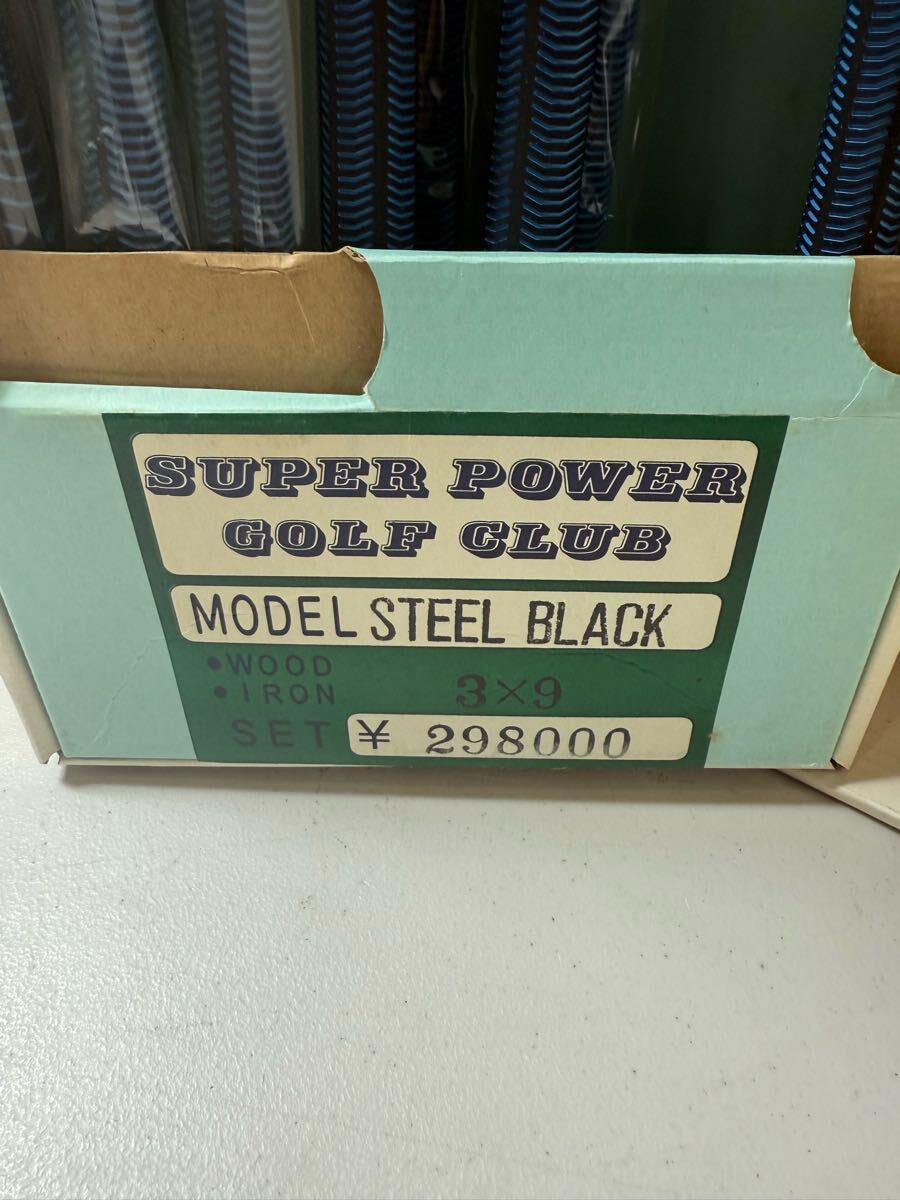 SUPER POWER
GOLF CLUB
MODEL STEEL BLACK
•WOOD
•IRON 3×9
SET ¥ 298000